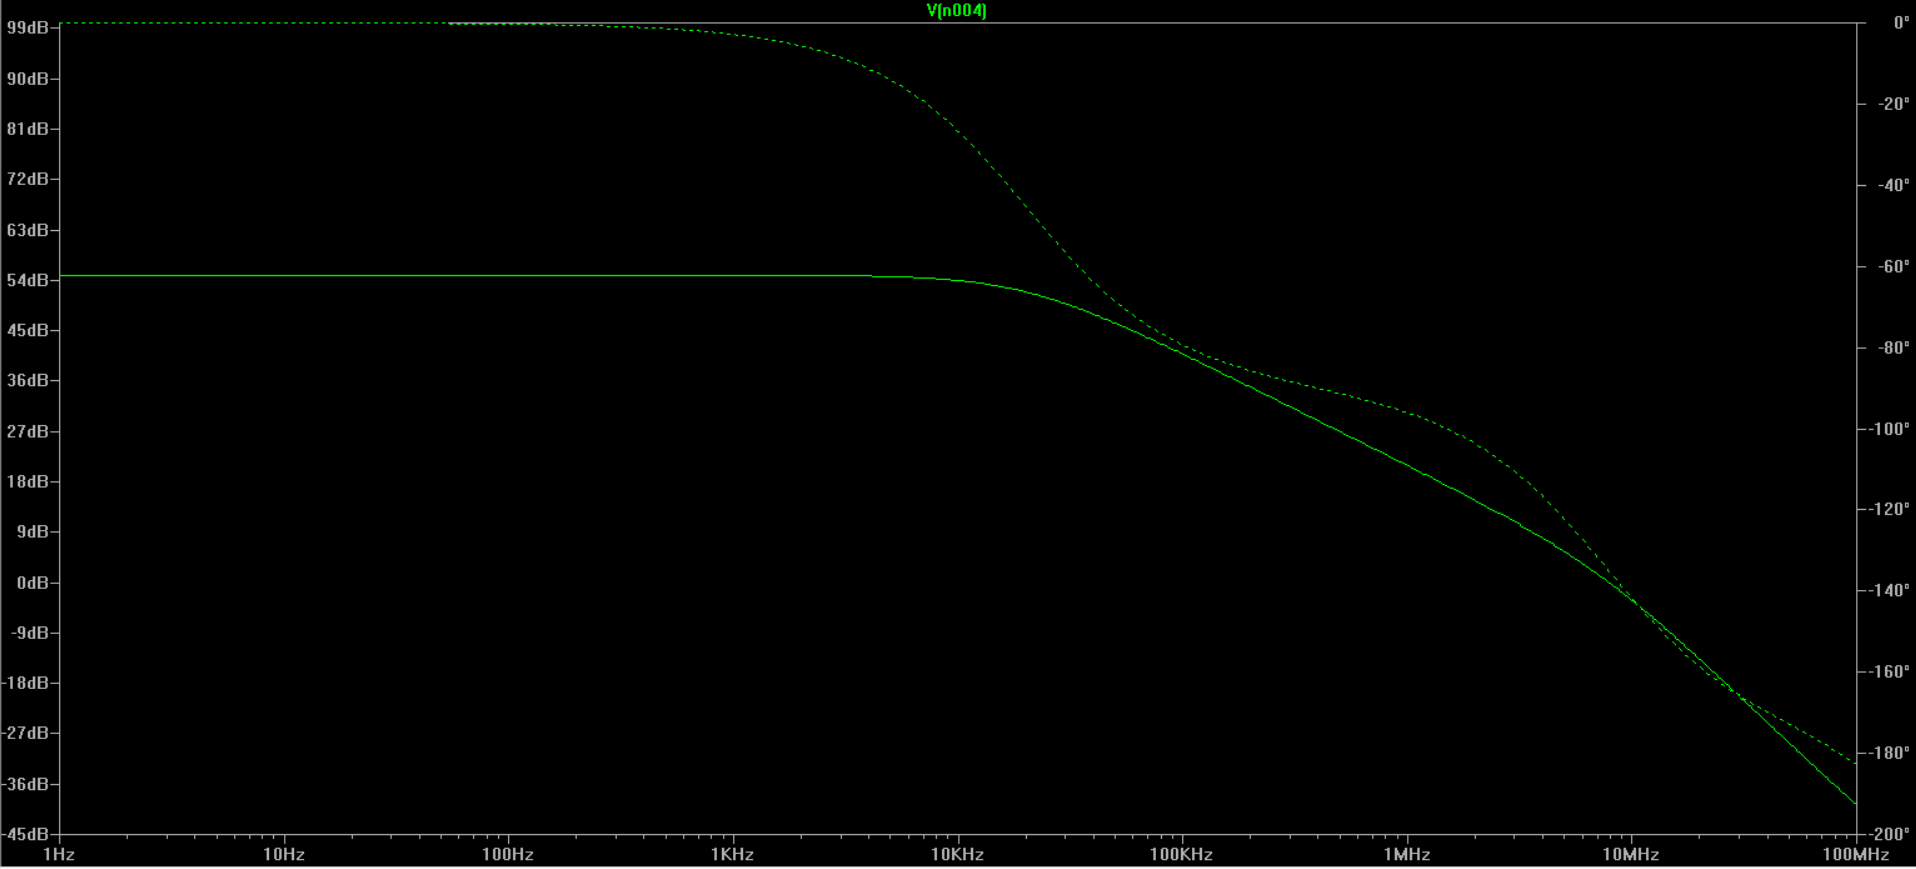 V(n004)
99dB
90dB
81dB
72dB
63dB
54dB
45dB
36dB
27dB
18dB
9dB
0dB
-9dB
-18dB
-27dB
-36dB
-45dB
0°
-20°
-40°
-60°
-80°
-100°
-120°
-140°
-160°
-180°
-200°
1Hz 10Hz 100Hz 1KHz 10KHz 100KHz 1MHz 10MHz 100MHz